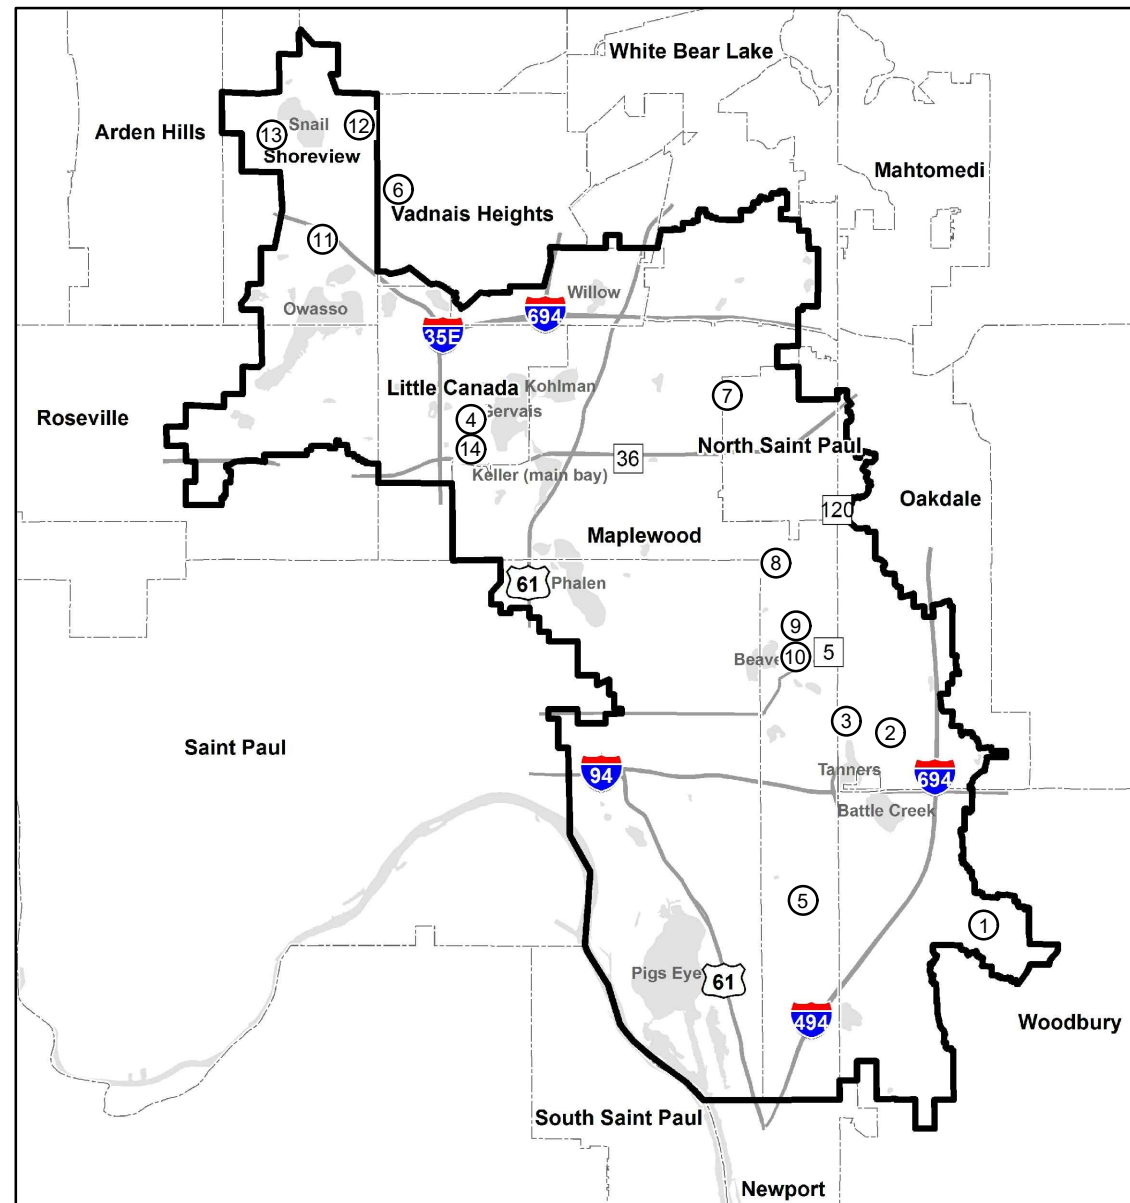 White Bear Lake
Arden Hills
Snail
12
13
Shoreview
Mahtomedi
6
Vadnais Heights
11
Willow
Owasso
694
35E
Little Canada
Kohlman
7
Roseville
4
Gervais
14
North Saint Paul
36
Keller (main bay)
Oakdale
120
Maplewood
8
61
Phalen
9
10
5
3
2
Saint Paul
94
Tanners
694
Battle Creek
5
1
Pigs Eye
61
494
Woodbury
South Saint Paul
Newport